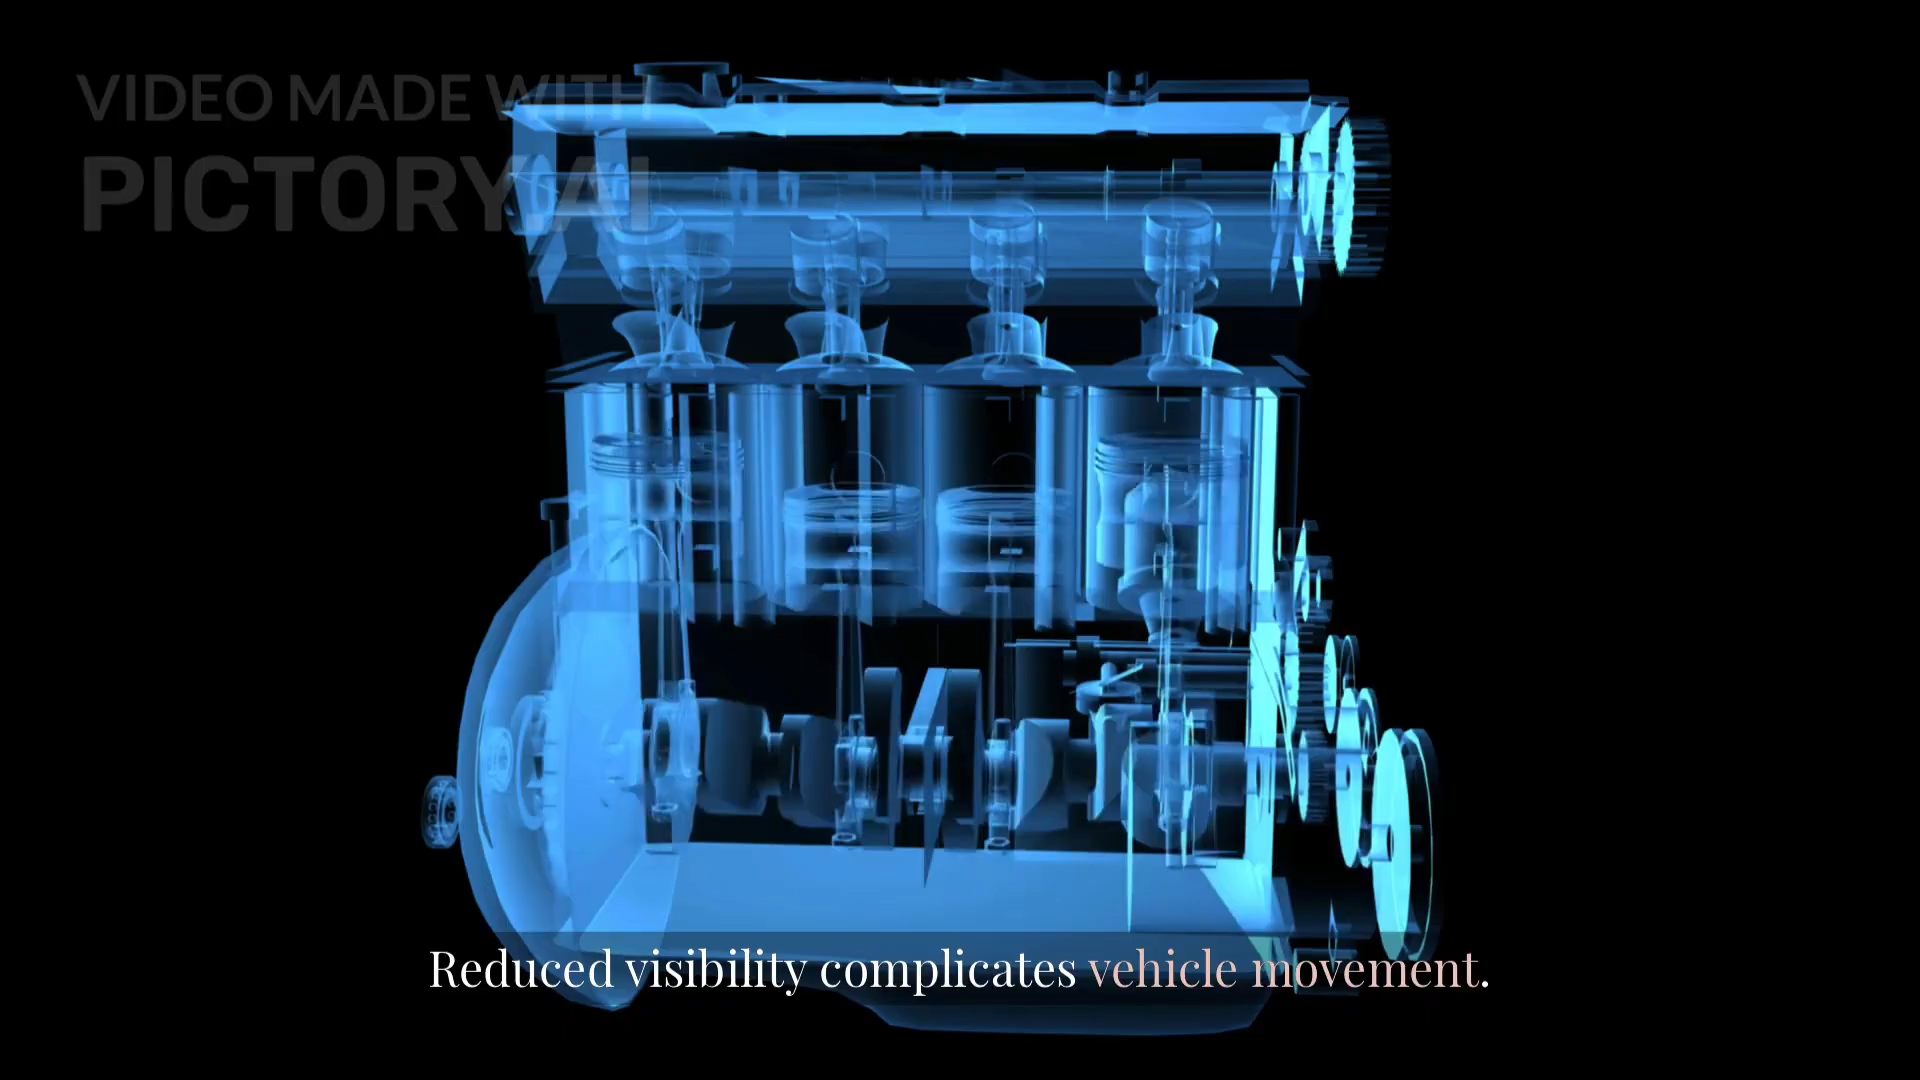 VIDEO MADE WITH
PICTORY.AI
Reduced visibility complicates vehicle movement.